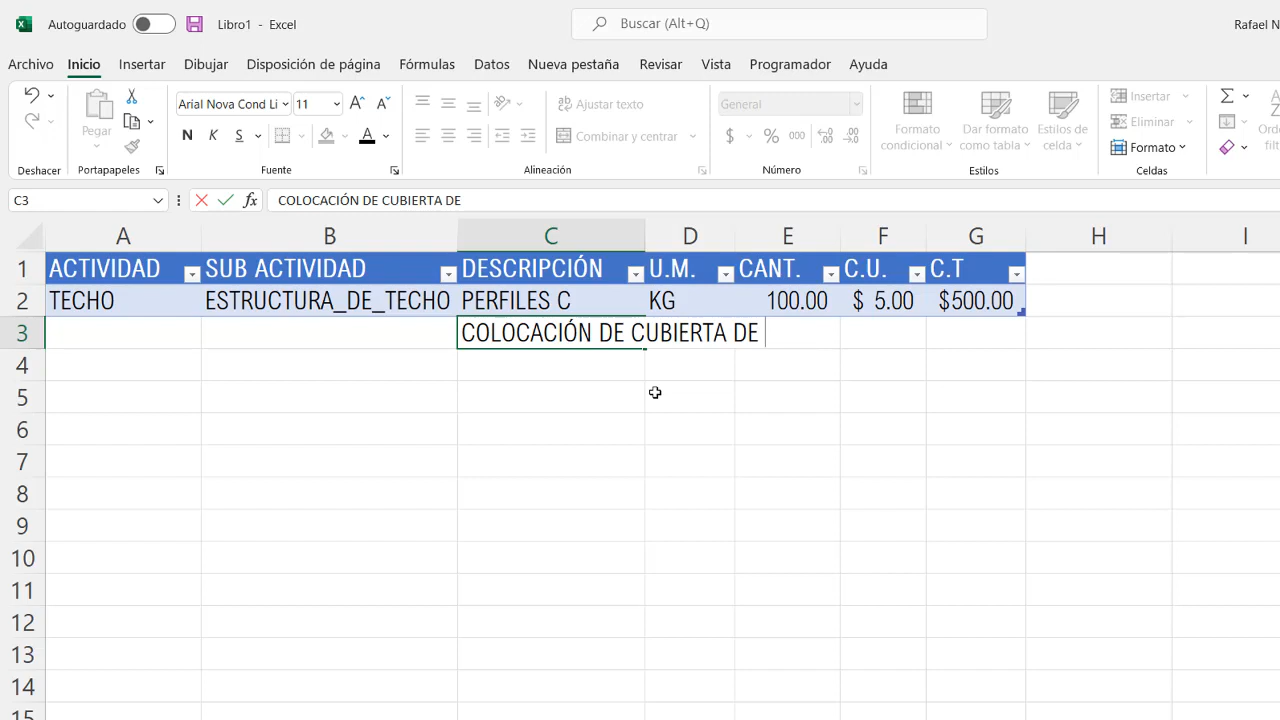 Autoguardado Libro1 - Excel Buscar (Alt+Q) Rafael N
Archivo Inicio Insertar Dibujar Disposición de página Fórmulas Datos Nueva pestaña Revisar Vista Programador Ayuda
Arial Nova Cond Li 11 Ajustar texto General Insertar
Pegar N K S Combinar y centrar $ % 000 Formato condicional Dar formato como tabla Estilos de celda Eliminar
Formato
Deshacer Portapapeles Fuente Alineación Número Estilos Celdas
C3 fx COLOCACIÓN DE CUBIERTA DE
A B C D E F G H I
1 ACTIVIDAD SUB ACTIVIDAD DESCRIPCIÓN U.M. CANT. C.U. C.T
2 TECHO ESTRUCTURA_DE_TECHO PERFILES C KG 100.00 $ 5.00 $500.00
3 COLOCACIÓN DE CUBIERTA DE
4
5
6
7
8
9
10
11
12
13
14
15